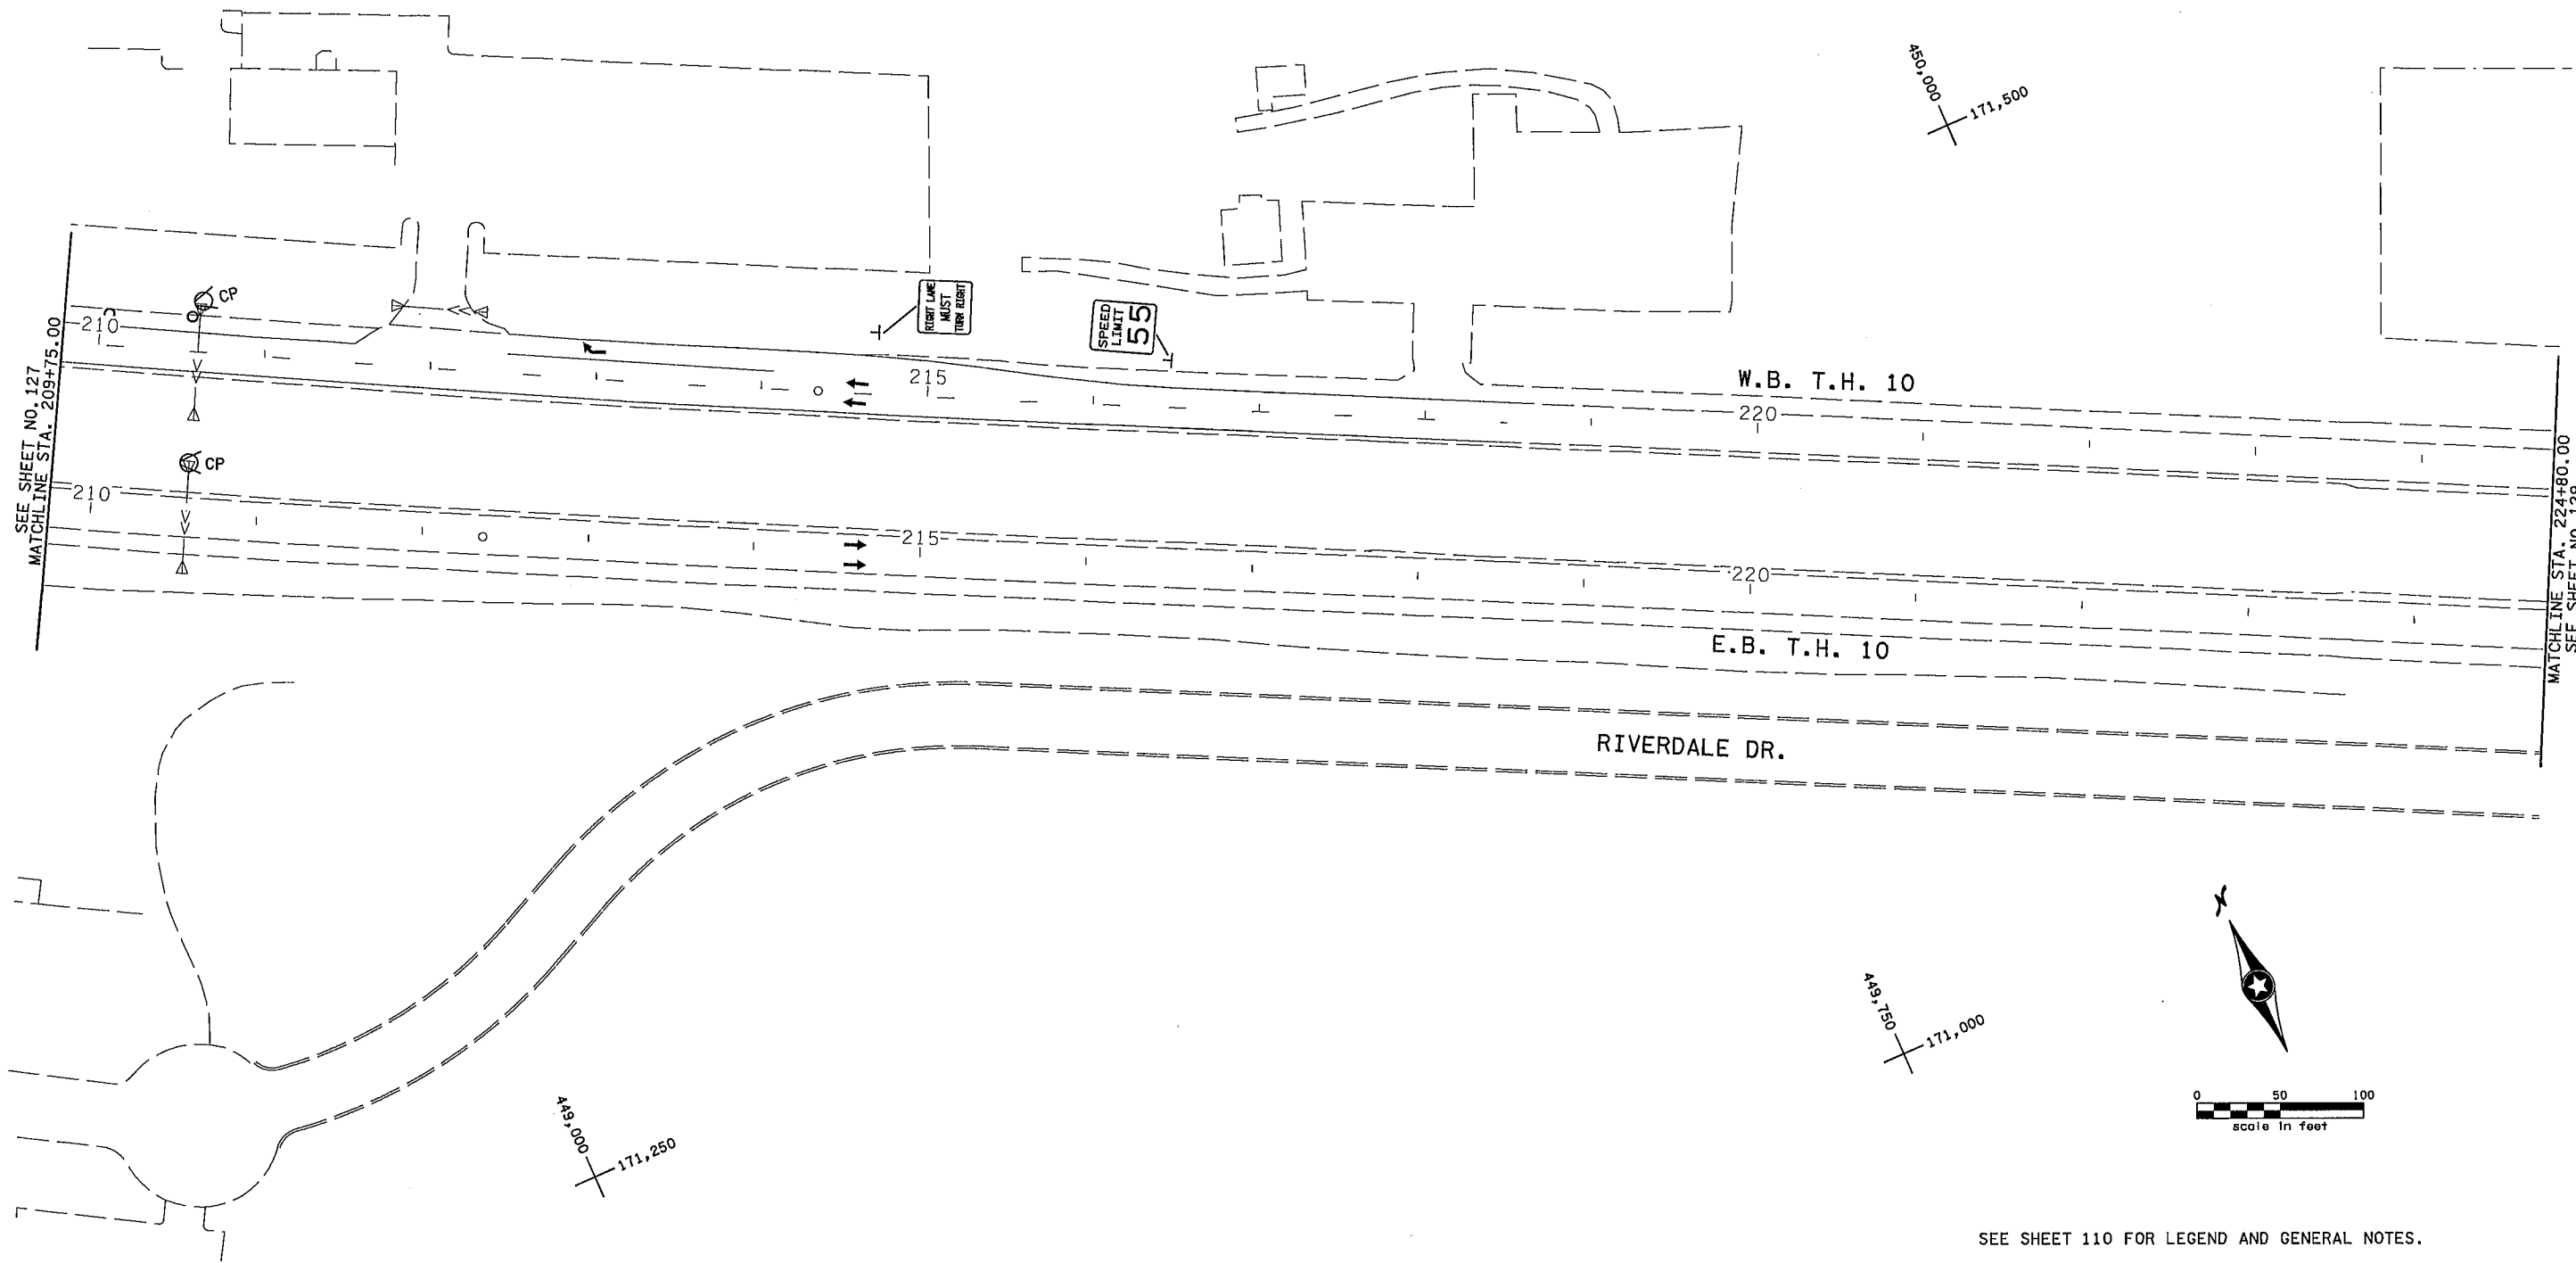 450,000
171,500
SEE SHEET NO. 127
MATCHLINE STA. 209+75.00
210
CP
RIGHT LANE
MUST
TURN RIGHT
SPEED
LIMIT
55
215
W.B. T.H. 10
220
CP
210
215
220
E.B. T.H. 10
MATCHLINE STA. 224+80.00
SEE SHEET NO.
RIVERDALE DR.
N
449,750
171,000
449,000
171,250
0 50 100
scale in feet
SEE SHEET 110 FOR LEGEND AND GENERAL NOTES.